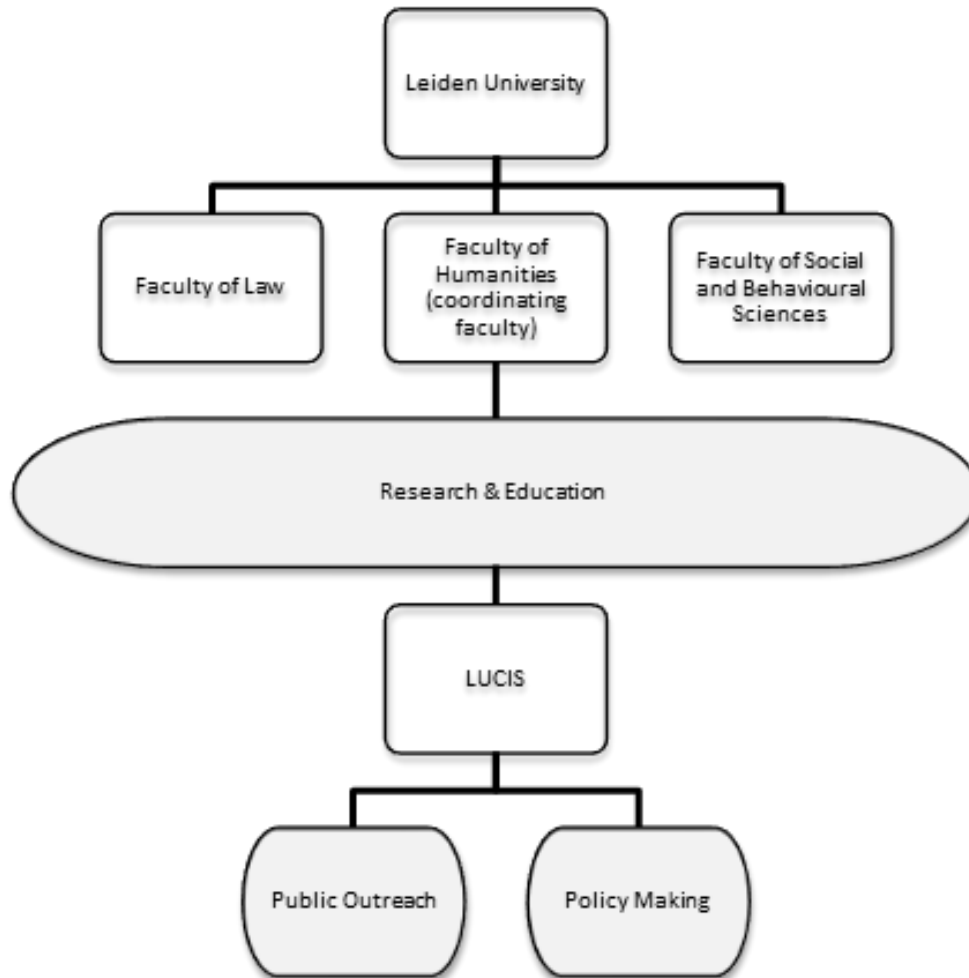 Leiden University
Faculty of Law
Faculty of
Humanities
(coordinating
faculty)
Faculty of Social
and Behavioural
Sciences
Research & Education
LUCIS
Public Outreach
Policy Making